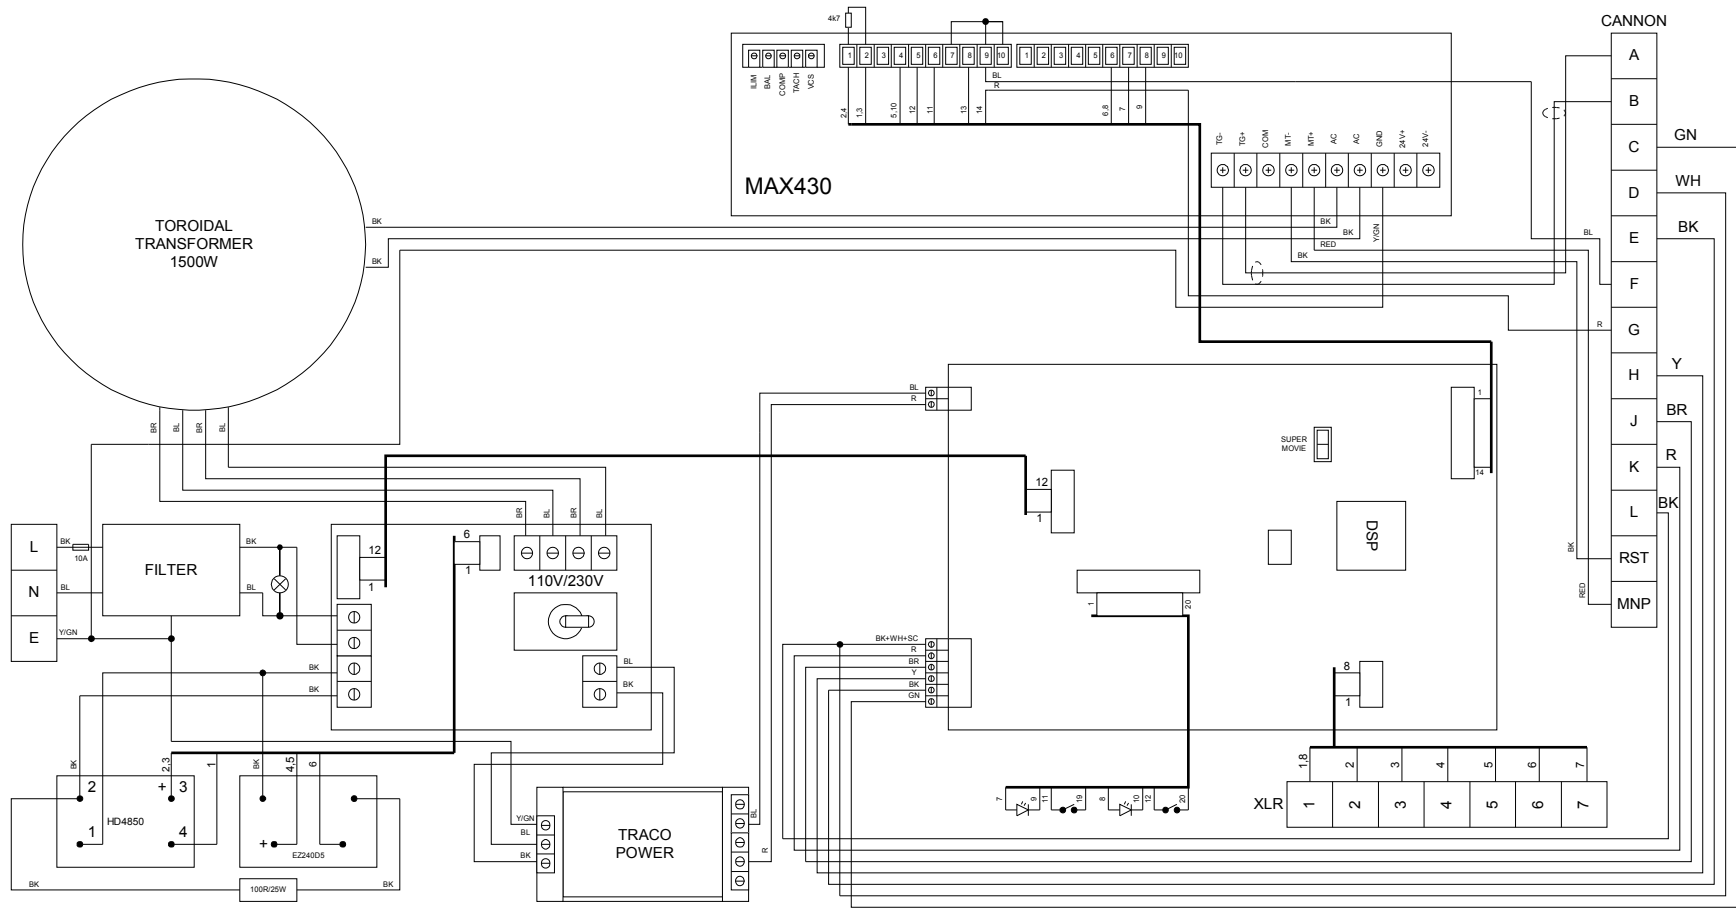 4k7
ILIM
BAL
COMP
TACH
VCS
1 2 3 4 5 6 7 8 9 10
1 2 3 4 5 6 7 8 9 10
BL
R
2,4
1,3
5,10
12
11
13
14
6,8
7
9
MAX430
TG-
TG+
COM
MT-
MT+
AC
AC
GND
24V+
24V-
BK
BK
Y/GN
RED
BK
CANNON
A
B
C
GN
D
WH
E
BK
BL
F
R
G
H
Y
J
BR
K
R
L
BK
BK
RST
RED
MNP
TOROIDAL
TRANSFORMER
1500W
BK
BK
BR
BL
BR
BL
BR
BL
BR
BL
L
N
E
BK
10A
BL
Y/GN
FILTER
BK
BL
12
1
6
1
110V/230V
BK
BK
BL
BK
BL
R
SUPER
MOVIE
1
14
12
1
DSP
1
20
BK+WH+SC
R
BR
Y
BK
GN
8
1
BK
2,3
1
BK
4,5
6
2
+ 3
1
4
HD4850
+
EZ240D5
BK
100R/25W
BK
Y/GN
BL
BK
TRACO
POWER
BL
R
7
9
11
19
8
10
12
20
1,8
2
3
4
5
6
7
XLR
1
2
3
4
5
6
7